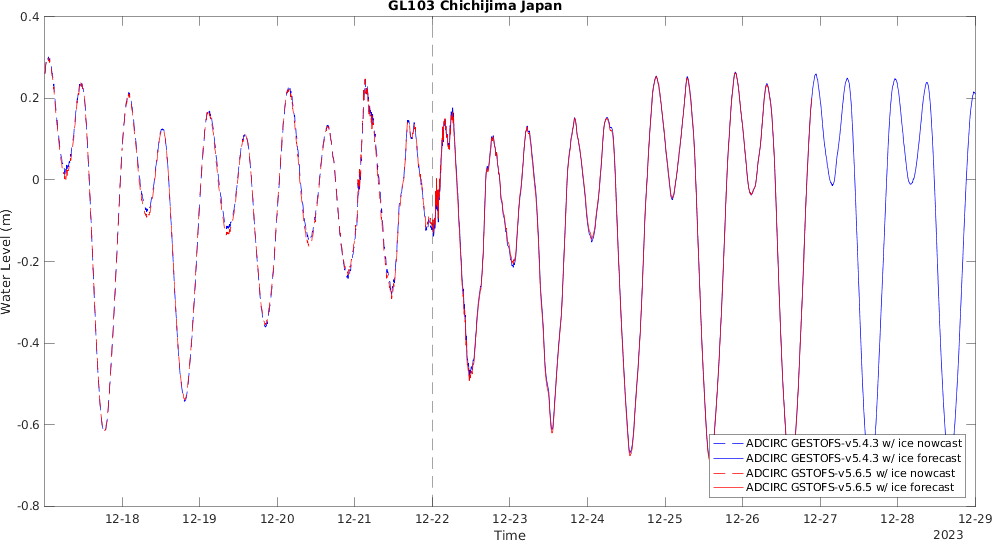 GL103 Chichijima Japan
0.4
0.2
0
-0.2
-0.4
-0.6
-0.8
Water Level (m)
12-18 12-19 12-20 12-21 12-22 12-23 12-24 12-25 12-26 12-27 12-28 12-29
2023
Time
ADCIRC GESTOFS-v5.4.3 w/ ice nowcast
ADCIRC GESTOFS-v5.4.3 w/ ice forecast
ADCIRC GSTOFS-v5.6.5 w/ ice nowcast
ADCIRC GSTOFS-v5.6.5 w/ ice forecast